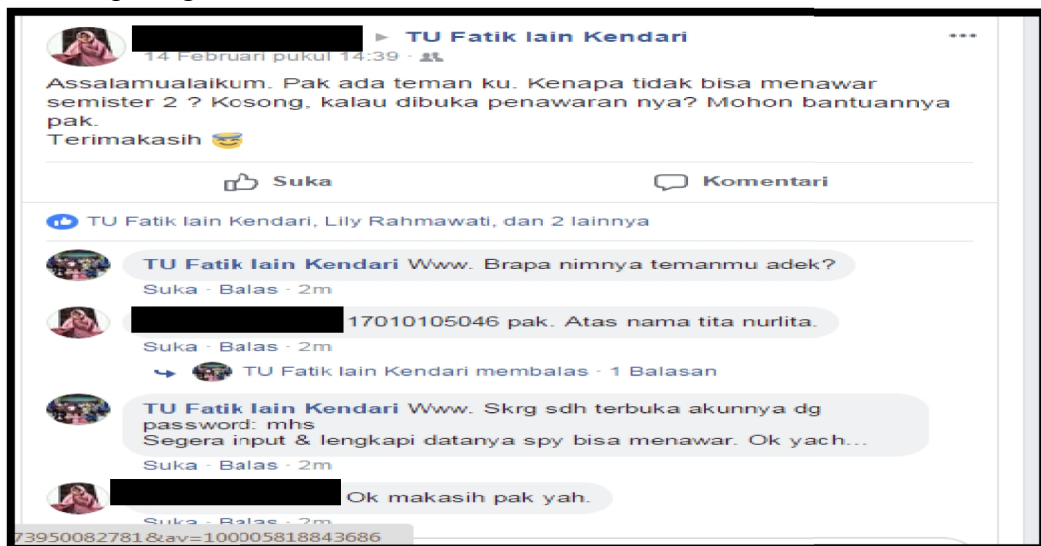 TU Fatik Iain Kendari
14 Februari pukul 14:39
Assalamualaikum. Pak ada teman ku. Kenapa tidak bisa menawar
semister 2 ? Kosong, kalau dibuka penawaran nya? Mohon bantuannya
pak.
Terimakasih 😇
Suka Komentari
TU Fatik Iain Kendari, Lily Rahmawati, dan 2 lainnya
TU Fatik Iain Kendari Www. Brapa nimnya temanmu adek?
Suka · Balas · 2m
17010105046 pak. Atas nama tita nurlita.
Suka · Balas · 2m
TU Fatik Iain Kendari membalas · 1 Balasan
TU Fatik Iain Kendari Www. Skrg sdh terbuka akunnya dg
password: mhs
Segera input & lengkapi datanya spy bisa menawar. Ok yach...
Suka · Balas · 2m
Ok makasih pak yah.
Suka · Balas · 2m
73950082781&av=100005818843686